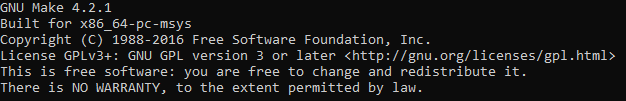 GNU Make 4.2.1
Built for x86_64-pc-msys
Copyright (C) 1988-2016 Free Software Foundation, Inc.
License GPLv3+: GNU GPL version 3 or later <http://gnu.org/licenses/gpl.html>
This is free software: you are free to change and redistribute it.
There is NO WARRANTY, to the extent permitted by law.